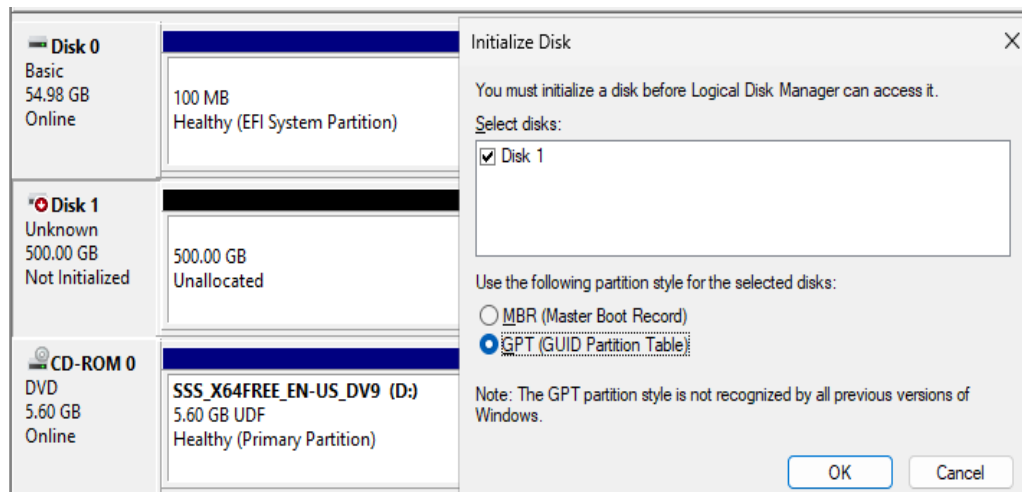 Disk 0
Basic
54.98 GB
Online
100 MB
Healthy (EFI System Partition)
Disk 1
Unknown
500.00 GB
Not Initialized
500.00 GB
Unallocated
CD-ROM 0
DVD
5.60 GB
Online
SSS_X64FREE_EN-US_DV9 (D:)
5.60 GB UDF
Healthy (Primary Partition)
Initialize Disk
You must initialize a disk before Logical Disk Manager can access it.
Select disks:
Disk 1
Use the following partition style for the selected disks:
MBR (Master Boot Record)
GPT (GUID Partition Table)
Note: The GPT partition style is not recognized by all previous versions of
Windows.
OK
Cancel